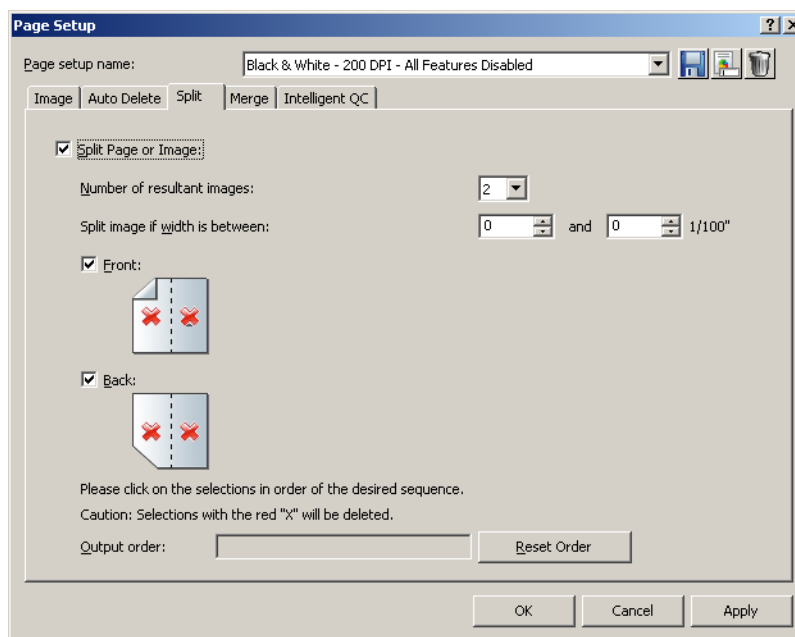 Page Setup
Page setup name: Black & White - 200 DPI - All Features Disabled
Image Auto Delete Split Merge Intelligent QC
Split Page or Image:
Number of resultant images: 2
Split image if width is between: 0 and 0 1/100"
Front:
Back:
Please click on the selections in order of the desired sequence.
Caution: Selections with the red "X" will be deleted.
Output order: Reset Order
OK Cancel Apply